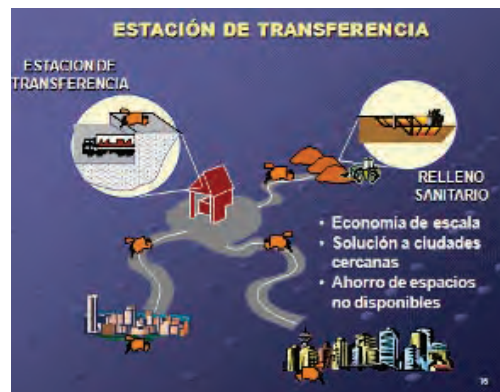 ESTACIÓN DE TRANSFERENCIA
ESTACION DE
TRANSFERENCIA
RELLENO
SANITARIO
• Economía de escala
• Solución a ciudades
cercanas
• Ahorro de espacios
no disponibles